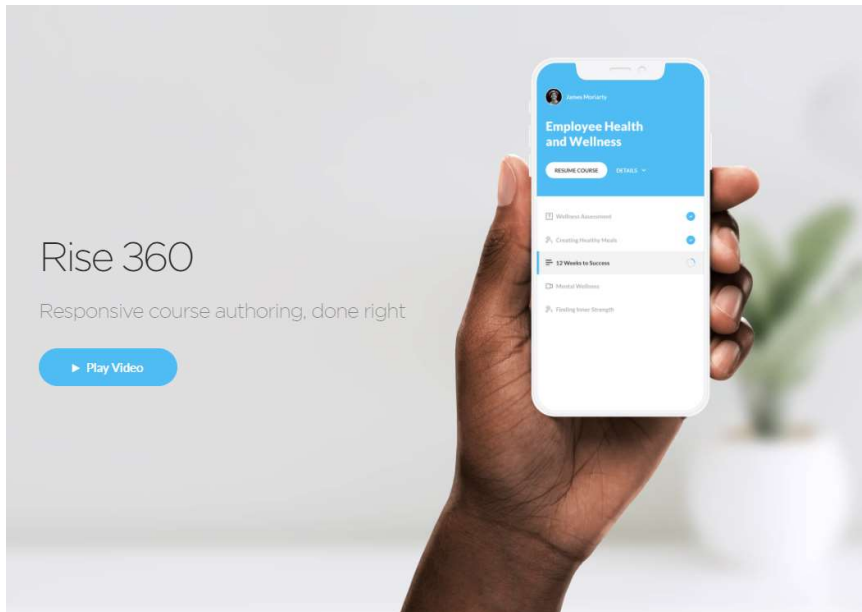 Rise 360
Responsive course authoring, done right
Play Video
James Moriarty
Employee Health
and Wellness
RESUME COURSE
DETAILS
Wellness Assessment
Creating Healthy Meals
12 Weeks to Success
Mental Wellness
Finding Inner Strength